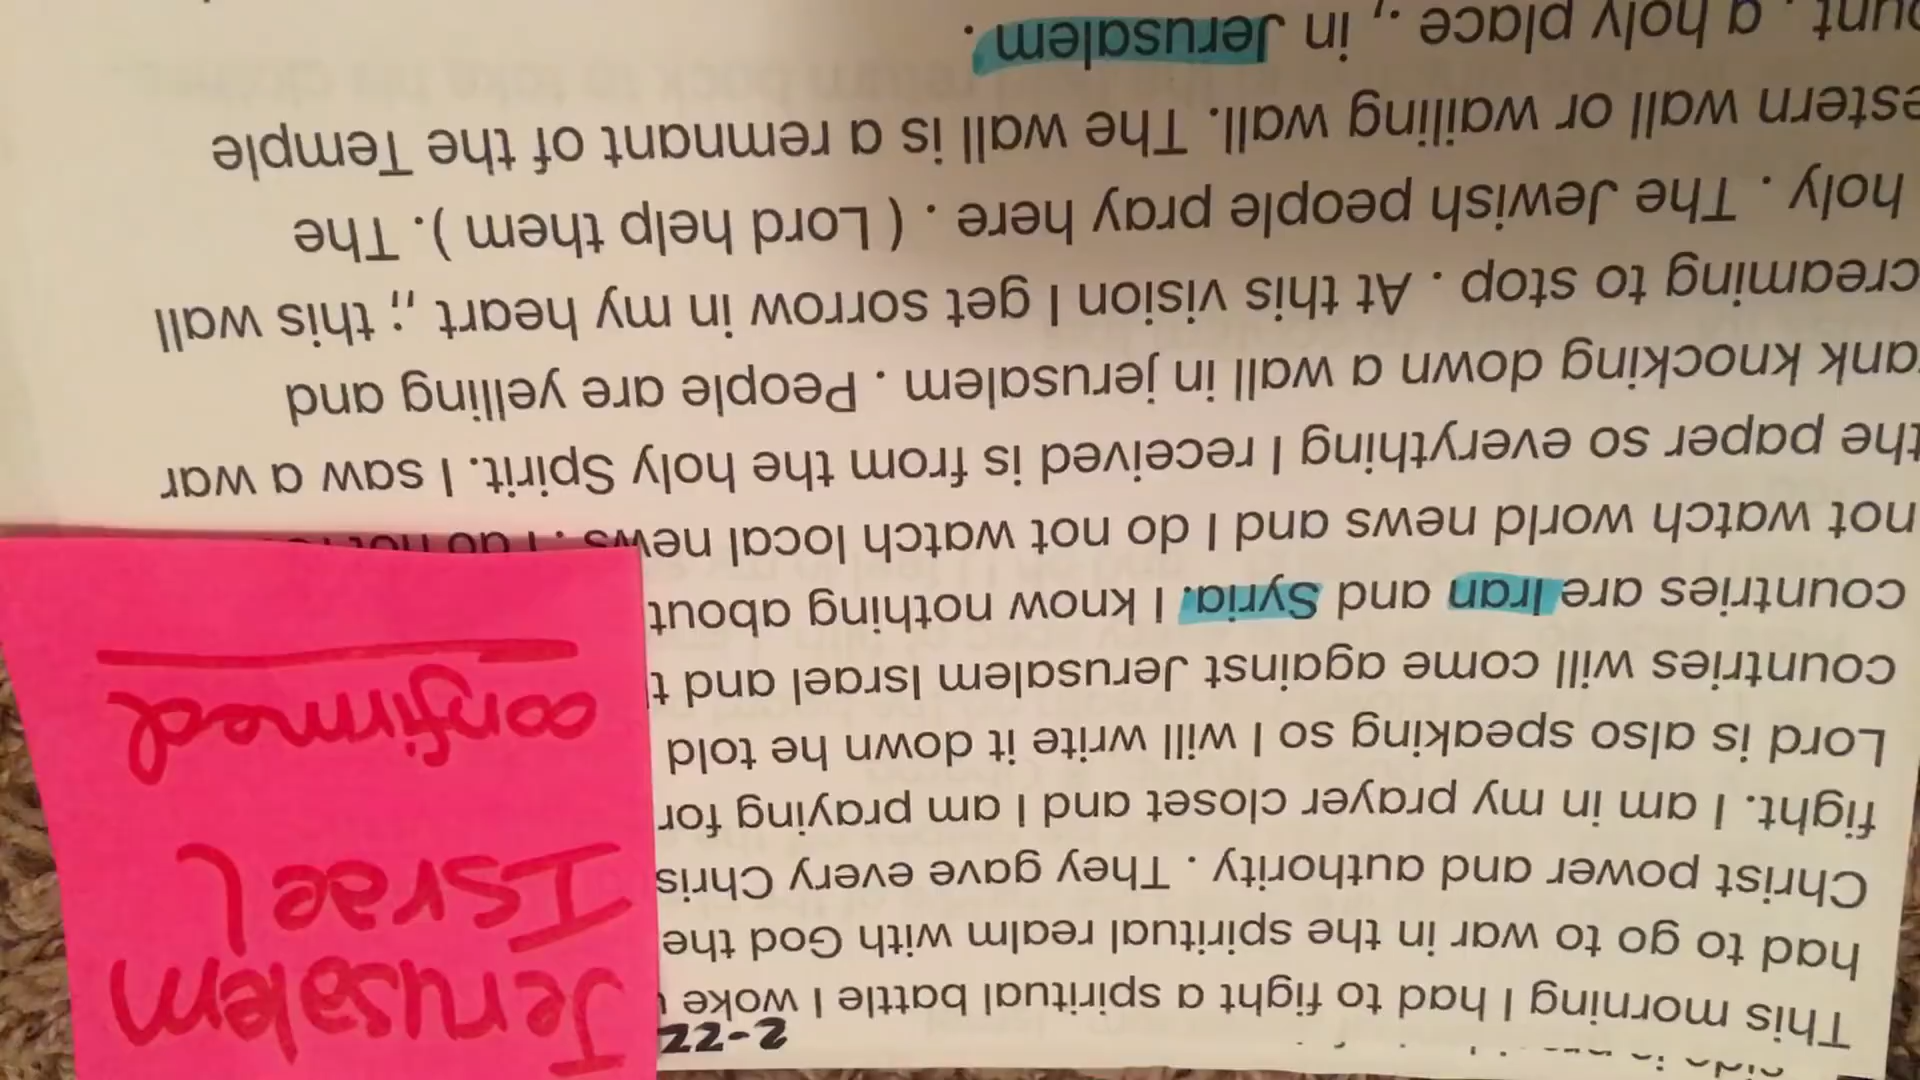 2-22
This morning I had to fight a spiritual battle I woke
had to go to war in the spiritual realm with God the
Christ power and authority . They gave every Chris
fight. I am in my prayer closet and I am praying for
Lord is also speaking so I will write it down he told
countries will come against Jerusalem Israel and t
countries are Iran and Syria. I know nothing about
not watch world news and I do not watch local news . I do not
the paper so everything I received is from the holy Spirit. I saw a war
ank knocking down a wall in jerusalem . People are yelling and
creaming to stop . At this vision I get sorrow in my heart ;, this wall
holy . The Jewish people pray here . ( Lord help them ). The
estern wall or wailing wall. The wall is a remnant of the Temple
unt , a holy place ., in Jerusalem .
Jerusalem
Israel
confirmed